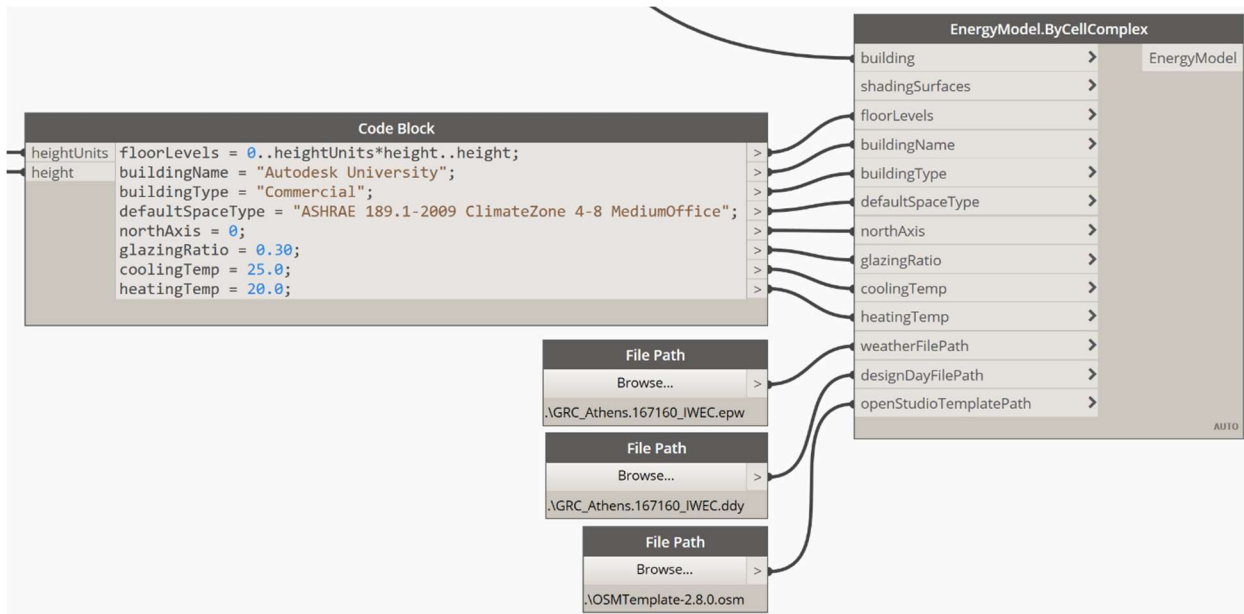 EnergyModel.ByCellComplex
building > EnergyModel
shadingSurfaces >
floorLevels >
buildingName >
buildingType >
defaultSpaceType >
northAxis >
glazingRatio >
coolingTemp >
heatingTemp >
weatherFilePath >
designDayFilePath >
openStudioTemplatePath >
AUTO
Code Block
heightUnits floorLevels = 0..heightUnits*height..height; >
height buildingName = "Autodesk University"; >
buildingType = "Commercial"; >
defaultSpaceType = "ASHRAE 189.1-2009 ClimateZone 4-8 MediumOffice"; >
northAxis = 0; >
glazingRatio = 0.30; >
coolingTemp = 25.0; >
heatingTemp = 20.0; >
File Path
Browse... >
.\GRC_Athens.167160_IWEC.epw
File Path
Browse... >
.\GRC_Athens.167160_IWEC.ddy
File Path
Browse... >
.\OSMTemplate-2.8.0.osm